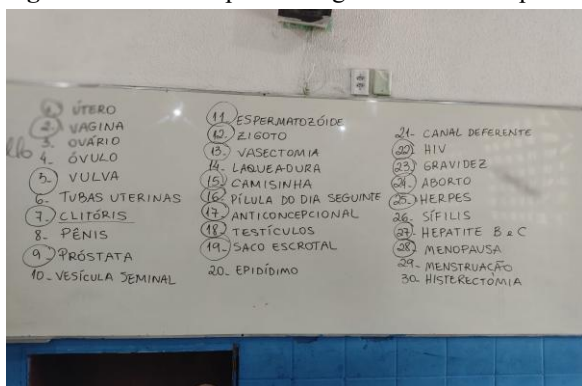 1. ÚTERO
2. VAGINA
3. OVÁRIO
4. ÓVULO
5. VULVA
6. TUBAS UTERINAS
7. CLITÓRIS
8. PÊNIS
9. PRÓSTATA
10. VESÍCULA SEMINAL
11. ESPERMATOZÓIDE
12. ZIGOTO
13. VASECTOMIA
14. LAQUEADURA
15. CAMISINHA
16. PÍLULA DO DIA SEGUINTE
17. ANTICONCEPCIONAL
18. TESTÍCULOS
19. SACO ESCROTAL
20. EPIDÍDIMO
21- CANAL DEFERENTE
22) HIV
23) GRAVIDEZ
24. ABORTO
25. HERPES
26. SÍFILIS
27- HEPATITE B e C
28- MENOPAUSA
29- MENSTRUAÇÃO
30- HISTERECTOMIA